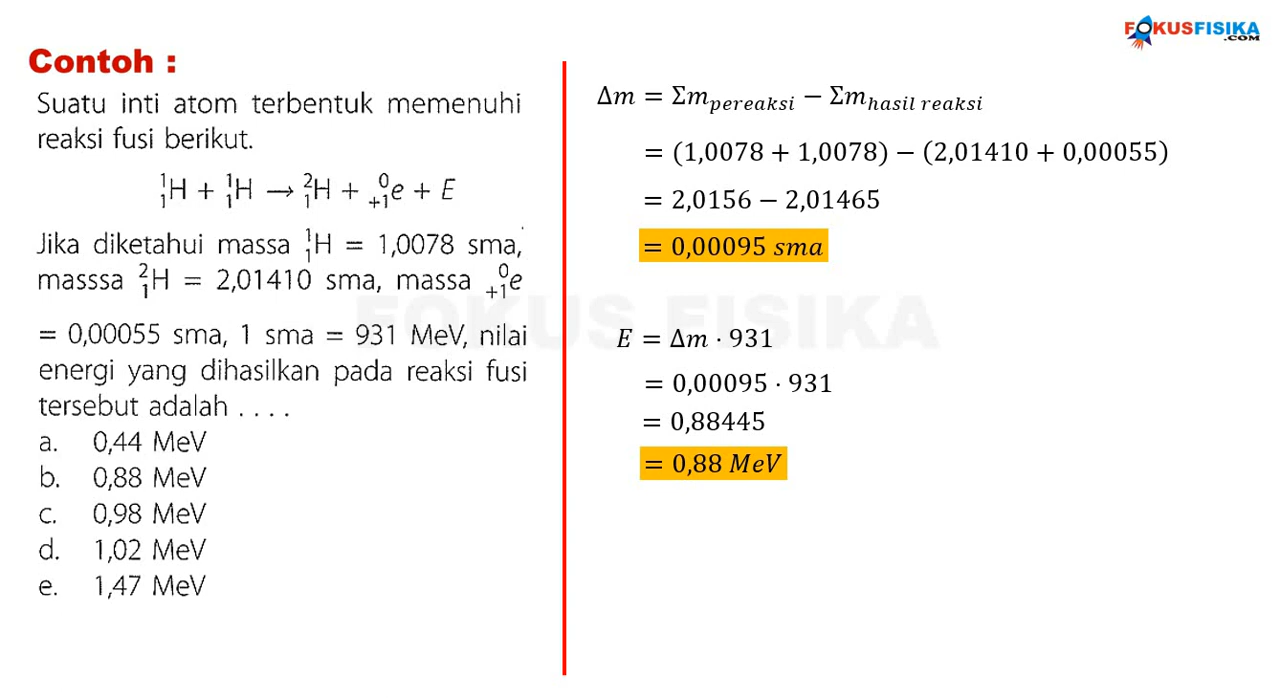 FOKUSFISIKA
.COM
Contoh :
Suatu inti atom terbentuk memenuhi
reaksi fusi berikut.
¹₁H + ¹₁H → ²₁H + ⁰₊₁e + E
Jika diketahui massa ¹₁H = 1,0078 sma,
masssa ²₁H = 2,01410 sma, massa ⁰₊₁e
= 0,00055 sma, 1 sma = 931 MeV, nilai
energi yang dihasilkan pada reaksi fusi
tersebut adalah . . . .
a. 0,44 MeV
b. 0,88 MeV
c. 0,98 MeV
d. 1,02 MeV
e. 1,47 MeV
Δm = Σm_pereaksi − Σm_hasil reaksi
= (1,0078 + 1,0078) − (2,01410 + 0,00055)
= 2,0156 − 2,01465
= 0,00095 sma
E = Δm · 931
= 0,00095 · 931
= 0,88445
= 0,88 MeV
FOKUS FISIKA